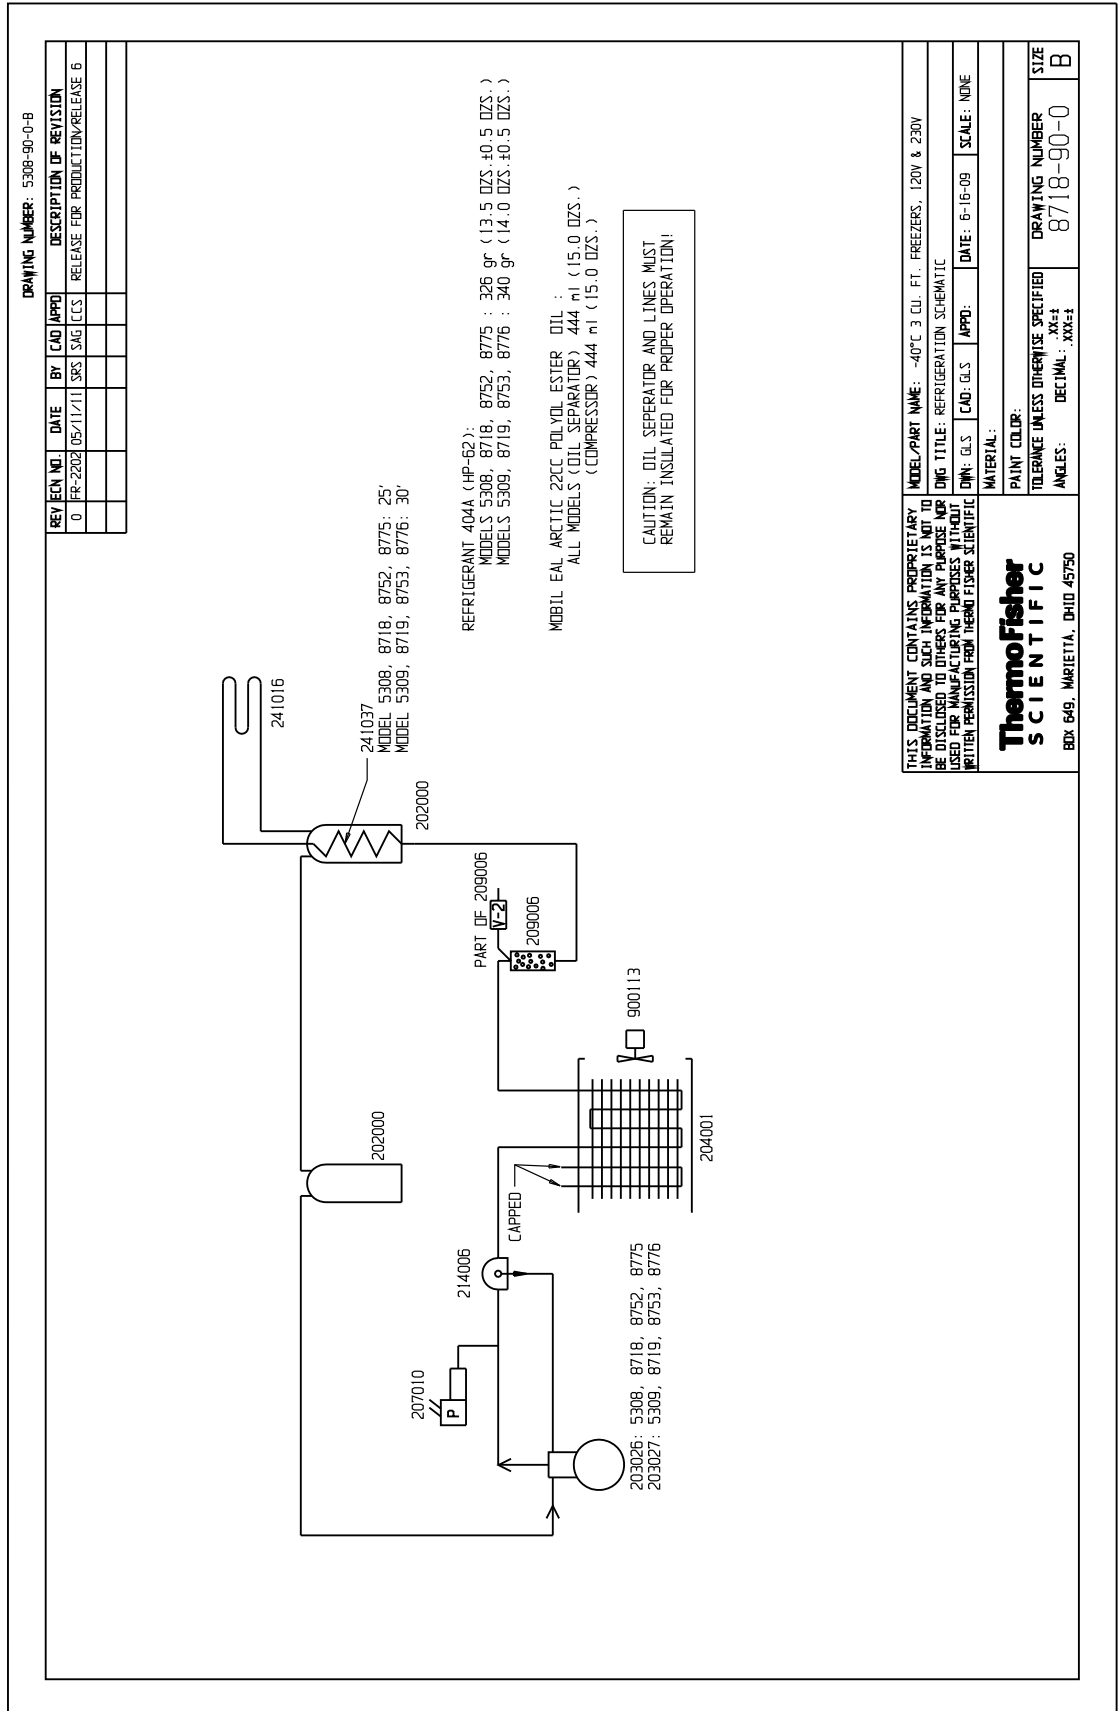 DRAWING NUMBER: 5308-90-0-B
REV ECN NO. DATE BY CAD APPD DESCRIPTION OF REVISION
0 FR-2202 05/11/11 SRS SAG CCS RELEASE FOR PRODUCTION/RELEASE 6
241016
241037
MODEL 5308, 8718, 8752, 8775: 25'
MODEL 5309, 8719, 8753, 8776: 30'
202000
PART OF 209006
V-2
209006
900113
202000
204001
CAPPED
214006
207010
P
203026: 5308, 8718, 8752, 8775
203027: 5309, 8719, 8753, 8776
REFRIGERANT 404A (HP-62):
MODELS 5308, 8718, 8752, 8775 : 326 gr (13.5 OZS.±0.5 OZS.)
MODELS 5309, 8719, 8753, 8776 : 340 gr (14.0 OZS.±0.5 OZS.)
MOBIL EAL ARCTIC 22CC POLYOL ESTER OIL :
ALL MODELS (OIL SEPARATOR) 444 ml (15.0 OZS.)
(COMPRESSOR) 444 ml (15.0 OZS.)
CAUTION: OIL SEPERATOR AND LINES MUST
REMAIN INSULATED FOR PROPER OPERATION!
THIS DOCUMENT CONTAINS PROPRIETARY
INFORMATION AND SUCH INFORMATION IS NOT TO
BE DISCLOSED TO OTHERS FOR ANY PURPOSE NOR
USED FOR MANUFACTURING PURPOSES WITHOUT
WRITTEN PERMISSION FROM THERMO FISHER SCIENTIFIC
ThermoFisher
SCIENTIFIC
BOX 649, MARIETTA, OHIO 45750
MODEL/PART NAME: -40°C 3 CU. FT. FREEZERS, 120V & 230V
DWG TITLE: REFRIGERATION SCHEMATIC
DWN: GLS CAD: GLS APPD: DATE: 6-16-09 SCALE: NONE
MATERIAL:
PAINT COLOR:
TOLERANCE UNLESS OTHERWISE SPECIFIED
ANGLES: DECIMAL: .XX=±
.XXX=±
DRAWING NUMBER
8718-90-0
SIZE
B